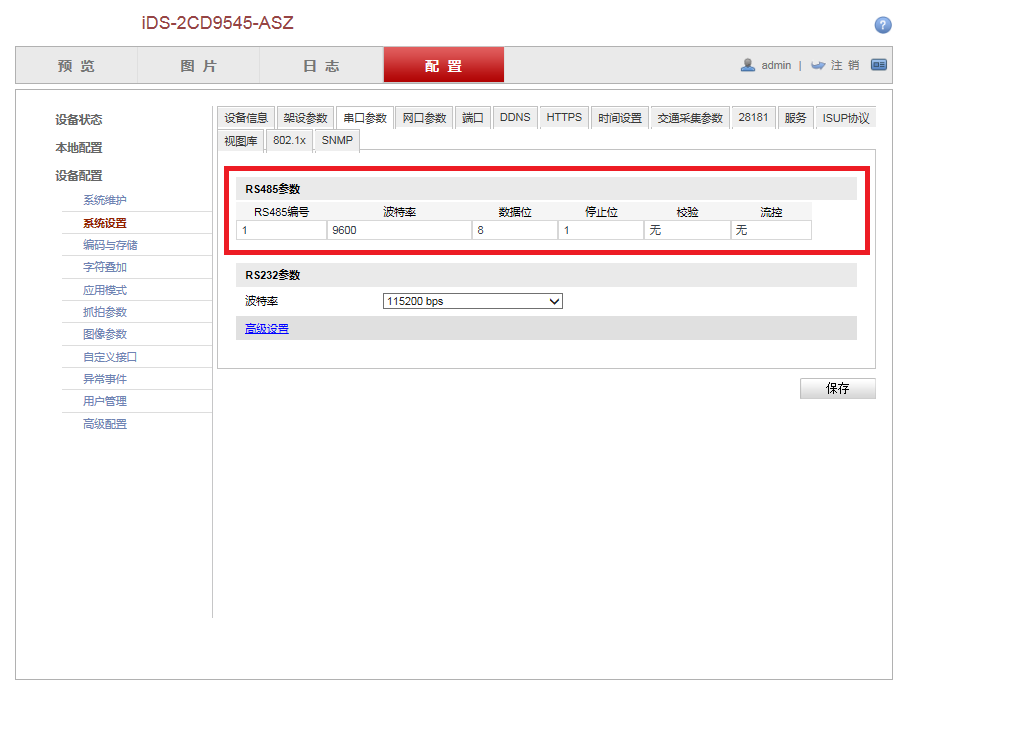 iDS-2CD9545-ASZ
?
预 览 图 片 日 志 配 置 admin | 注 销
设备状态
本地配置
设备配置
系统维护
系统设置
编码与存储
字符叠加
应用模式
抓拍参数
图像参数
自定义接口
异常事件
用户管理
高级配置
设备信息 架设参数 串口参数 网口参数 端口 DDNS HTTPS 时间设置 交通采集参数 28181 服务 ISUP协议
视图库 802.1x SNMP
RS485参数
RS485编号 波特率 数据位 停止位 校验 流控
1 9600 8 1 无 无
RS232参数
波特率 115200 bps
高级设置
保存